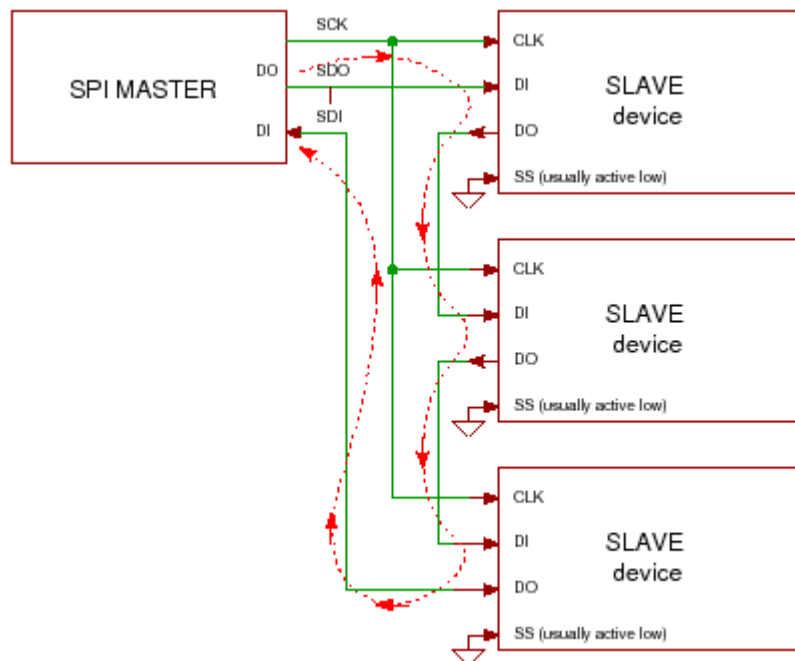 SCK
SPI MASTER
DO
SDO
SDI
DI
CLK
DI
SLAVE
device
DO
SS (usually active low)
CLK
DI
SLAVE
device
DO
SS (usually active low)
CLK
DI
SLAVE
device
DO
SS (usually active low)